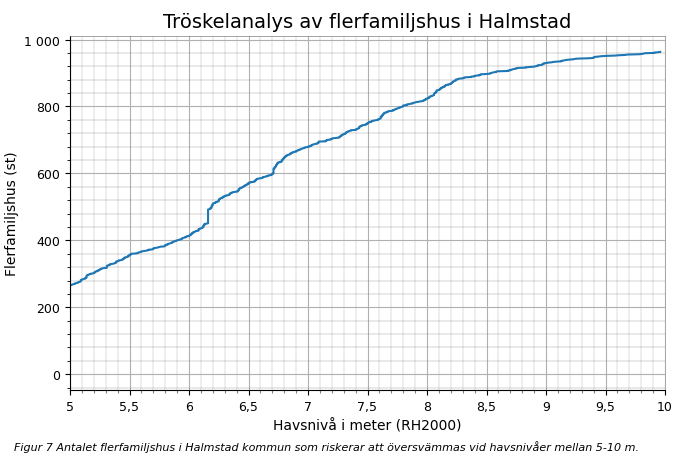 Tröskelanalys av flerfamiljshus i Halmstad
Flerfamiljshus (st)
1 000
800
600
400
200
0
5 5,5 6 6,5 7 7,5 8 8,5 9 9,5 10
Havsnivå i meter (RH2000)
Figur 7 Antalet flerfamiljshus i Halmstad kommun som riskerar att översvämmas vid havsnivåer mellan 5-10 m.